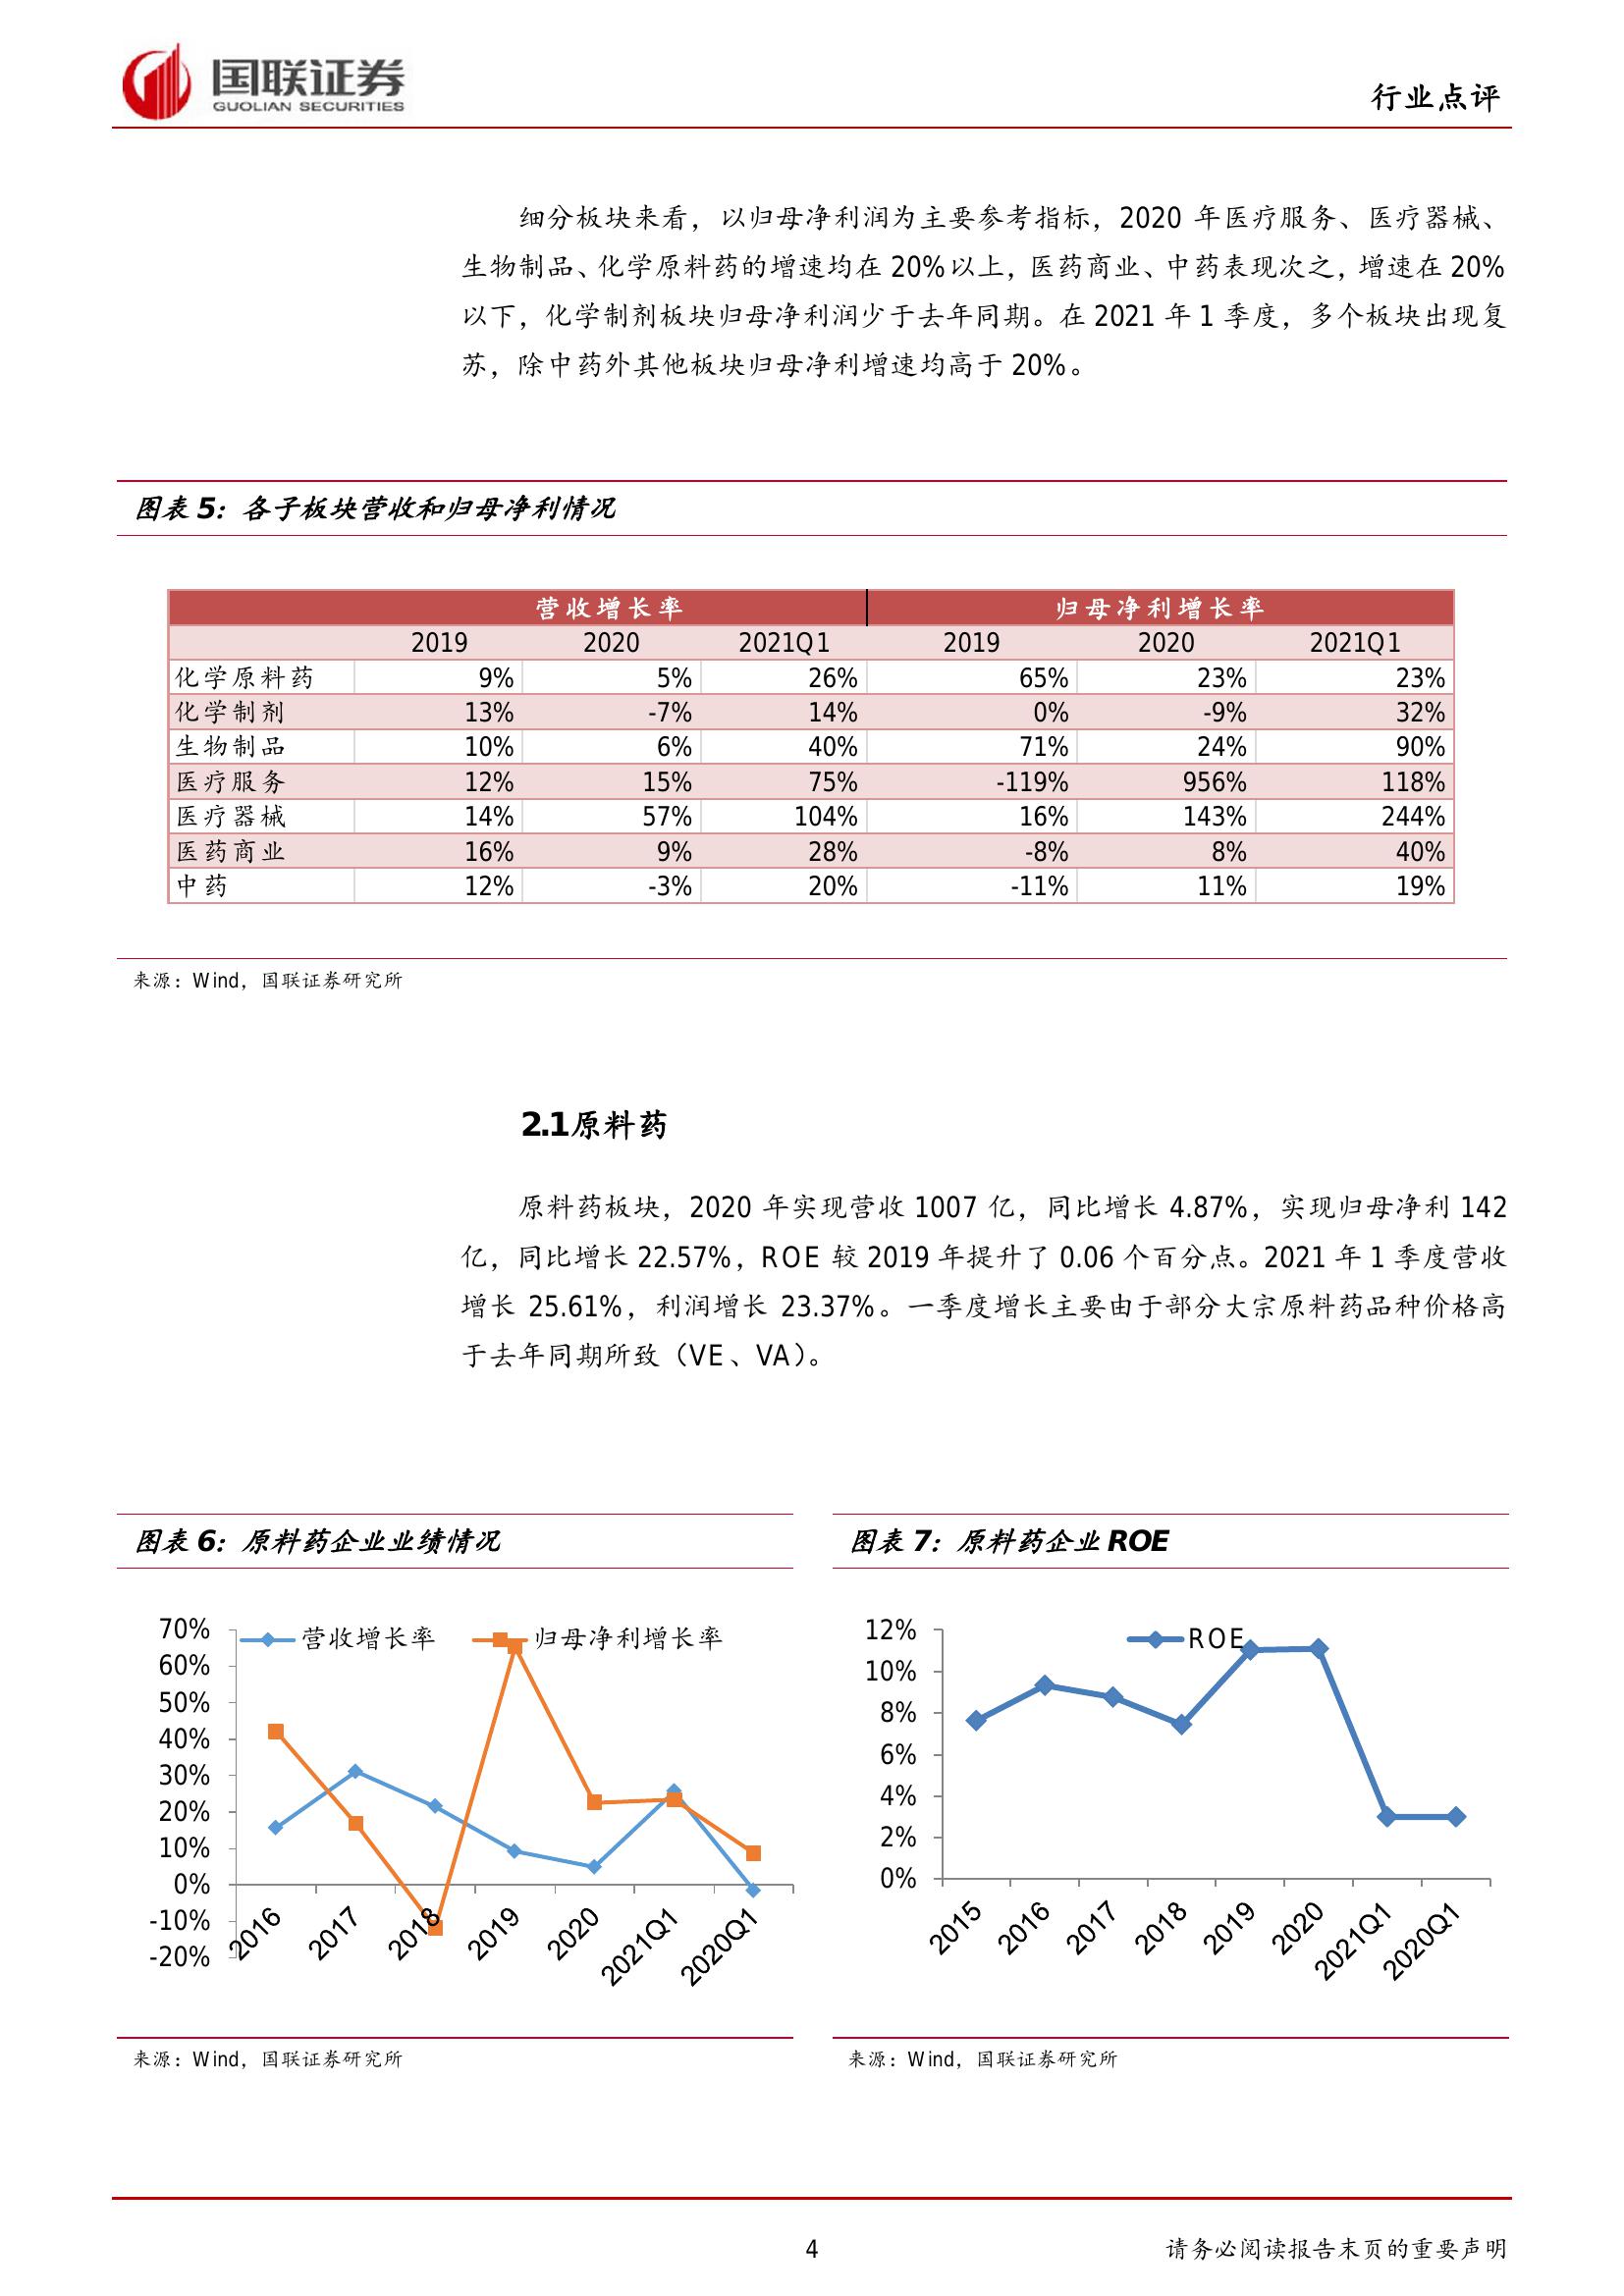 国联证券
GUOLIAN SECURITIES
行业点评
细分板块来看，以归母净利润为主要参考指标，2020 年医疗服务、医疗器械、
生物制品、化学原料药的增速均在 20%以上，医药商业、中药表现次之，增速在 20%
以下，化学制剂板块归母净利润少于去年同期。在 2021 年 1 季度，多个板块出现复
苏，除中药外其他板块归母净利增速均高于 20%。
图表 5：各子板块营收和归母净利情况
营收增长率 归母净利增长率
2019 2020 2021Q1 2019 2020 2021Q1
化学原料药 9% 5% 26% 65% 23% 23%
化学制剂 13% -7% 14% 0% -9% 32%
生物制品 10% 6% 40% 71% 24% 90%
医疗服务 12% 15% 75% -119% 956% 118%
医疗器械 14% 57% 104% 16% 143% 244%
医药商业 16% 9% 28% -8% 8% 40%
中药 12% -3% 20% -11% 11% 19%
来源：Wind，国联证券研究所
2.1原料药
原料药板块，2020 年实现营收 1007 亿，同比增长 4.87%，实现归母净利 142
亿，同比增长 22.57%，ROE 较 2019 年提升了 0.06 个百分点。2021 年 1 季度营收
增长 25.61%，利润增长 23.37%。一季度增长主要由于部分大宗原料药品种价格高
于去年同期所致（VE、VA）。
图表 6：原料药企业业绩情况
营收增长率 归母净利增长率
70%
60%
50%
40%
30%
20%
10%
0%
-10%
-20%
2016 2017 2018 2019 2020 2021Q1 2020Q1
来源：Wind，国联证券研究所
图表 7：原料药企业 ROE
ROE
12%
10%
8%
6%
4%
2%
0%
2015 2016 2017 2018 2019 2020 2021Q1 2020Q1
来源：Wind，国联证券研究所
4
请务必阅读报告末页的重要声明